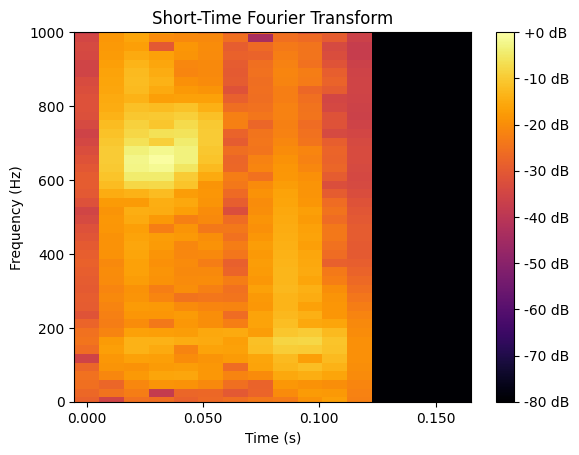 Short-Time Fourier Transform
Frequency (Hz)
1000
800
600
400
200
0
0.000
0.050
0.100
0.150
Time (s)
+0 dB
-10 dB
-20 dB
-30 dB
-40 dB
-50 dB
-60 dB
-70 dB
-80 dB